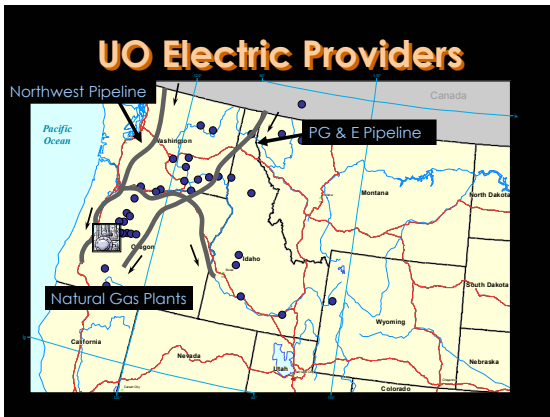 UO Electric Providers
Northwest Pipeline
Canada
PG & E Pipeline
Pacific
Ocean
Washington
Montana
North Dakota
Oregon
Idaho
South Dakota
Natural Gas Plants
Wyoming
California
Nevada
Nebraska
Utah
Colorado